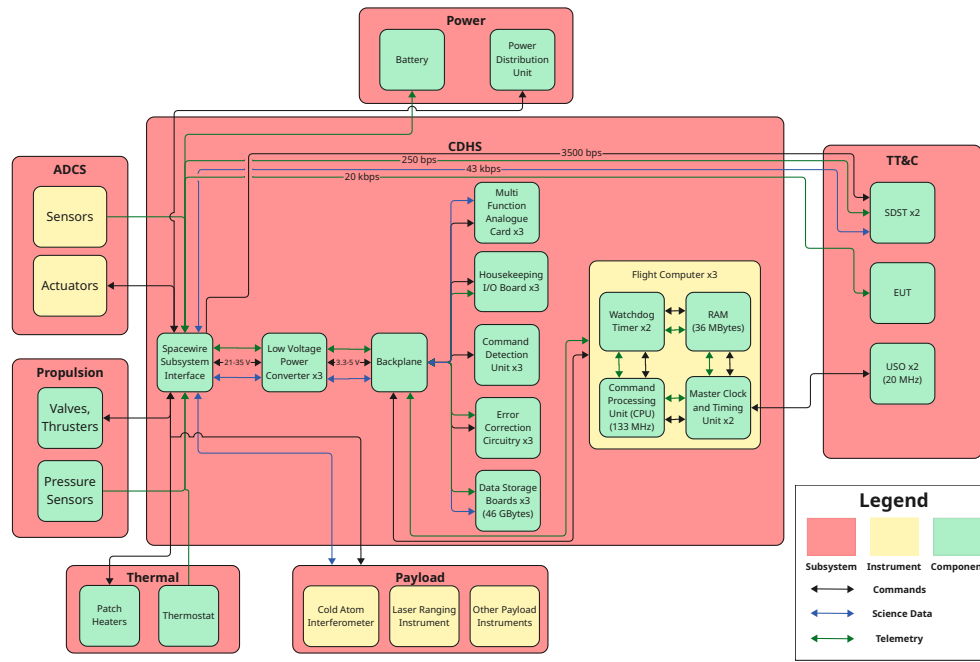 Power
Battery
Power
Distribution
Unit
CDHS
3500 bps
250 bps
43 kbps
20 kbps
ADCS
Sensors
Actuators
TT&C
SDST x2
EUT
USO x2
(20 MHz)
Multi
Function
Analogue
Card x3
Housekeeping
I/O Board x3
Command
Detection
Unit x3
Error
Correction
Circuitry x3
Data Storage
Boards x3
(46 GBytes)
Flight Computer x3
Watchdog
Timer x2
RAM
(36 MBytes)
Command
Processing
Unit (CPU)
(133 MHz)
Master Clock
and Timing
Unit x2
Spacewire
Subsystem
Interface
21-35 V
Low Voltage
Power
Converter x3
3.3-5 V
Backplane
Propulsion
Valves,
Thrusters
Pressure
Sensors
Thermal
Patch
Heaters
Thermostat
Payload
Cold Atom
Interferometer
Laser Ranging
Instrument
Other Payload
Instruments
Legend
Subsystem
Instrument
Component
Commands
Science Data
Telemetry